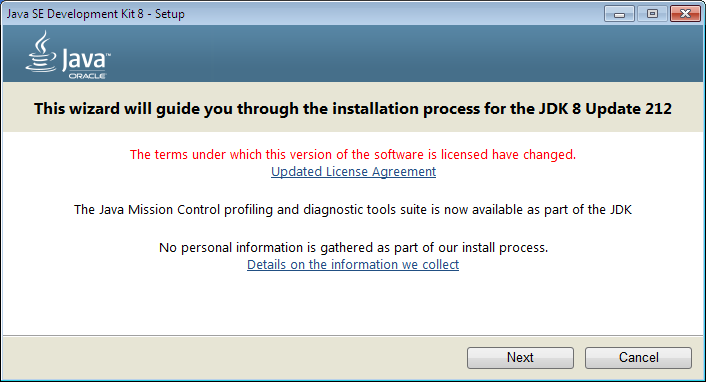 Java SE Development Kit 8 - Setup
Java™
ORACLE
This wizard will guide you through the installation process for the JDK 8 Update 212
The terms under which this version of the software is licensed have changed.
Updated License Agreement
The Java Mission Control profiling and diagnostic tools suite is now available as part of the JDK
No personal information is gathered as part of our install process.
Details on the information we collect
Next Cancel